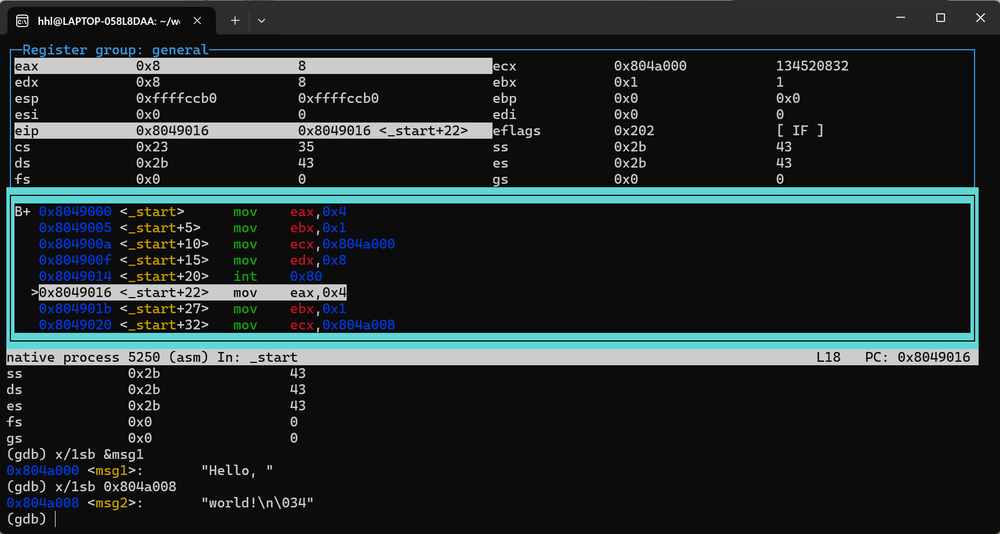 hhl@LAPTOP-058L8DAA: ~/w
Register group: general
eax 0x8 8 ecx 0x804a000 134520832
edx 0x8 8 ebx 0x1 1
esp 0xffffccb0 0xffffccb0 ebp 0x0 0x0
esi 0x0 0 edi 0x0 0
eip 0x8049016 0x8049016 <_start+22> eflags 0x202 [ IF ]
cs 0x23 35 ss 0x2b 43
ds 0x2b 43 es 0x2b 43
fs 0x0 0 gs 0x0 0
B+ 0x8049000 <_start> mov eax,0x4
0x8049005 <_start+5> mov ebx,0x1
0x804900a <_start+10> mov ecx,0x804a000
0x804900f <_start+15> mov edx,0x8
0x8049014 <_start+20> int 0x80
>0x8049016 <_start+22> mov eax,0x4
0x804901b <_start+27> mov ebx,0x1
0x8049020 <_start+32> mov ecx,0x804a008
native process 5250 (asm) In: _start L18 PC: 0x8049016
ss 0x2b 43
ds 0x2b 43
es 0x2b 43
fs 0x0 0
gs 0x0 0
(gdb) x/1sb &msg1
0x804a000 <msg1>: "Hello, "
(gdb) x/1sb 0x804a008
0x804a008 <msg2>: "world!\n\034"
(gdb)